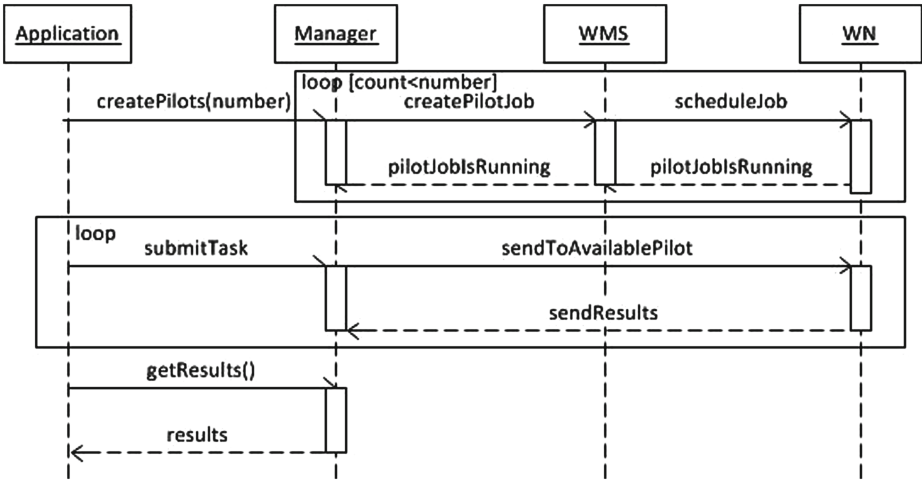 Application
Manager
WMS
WN
loop [count<number]
createPilots(number)
createPilotJob
scheduleJob
pilotJobIsRunning
pilotJobIsRunning
loop
submitTask
sendToAvailablePilot
sendResults
getResults()
results